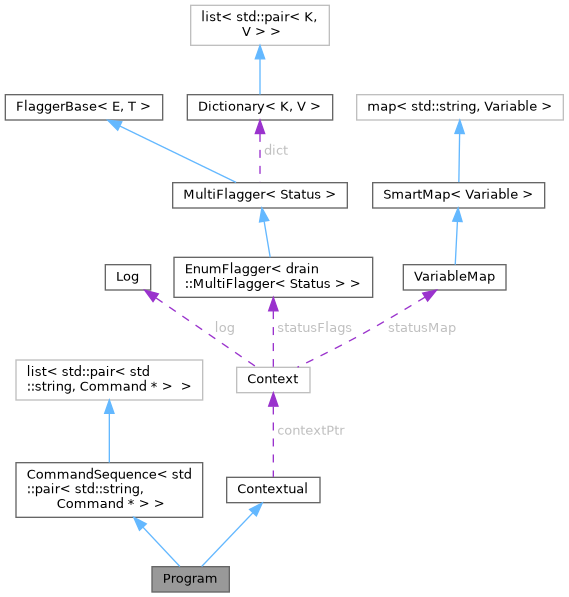 list< std::pair< K,
V > >
FlaggerBase< E, T >
Dictionary< K, V >
map< std::string, Variable >
dict
MultiFlagger< Status >
SmartMap< Variable >
Log
EnumFlagger< drain
::MultiFlagger< Status > >
VariableMap
log
statusFlags
statusMap
list< std::pair< std
::string, Command * >  >
Context
contextPtr
CommandSequence< std
::pair< std::string,
Command * > >
Contextual
Program